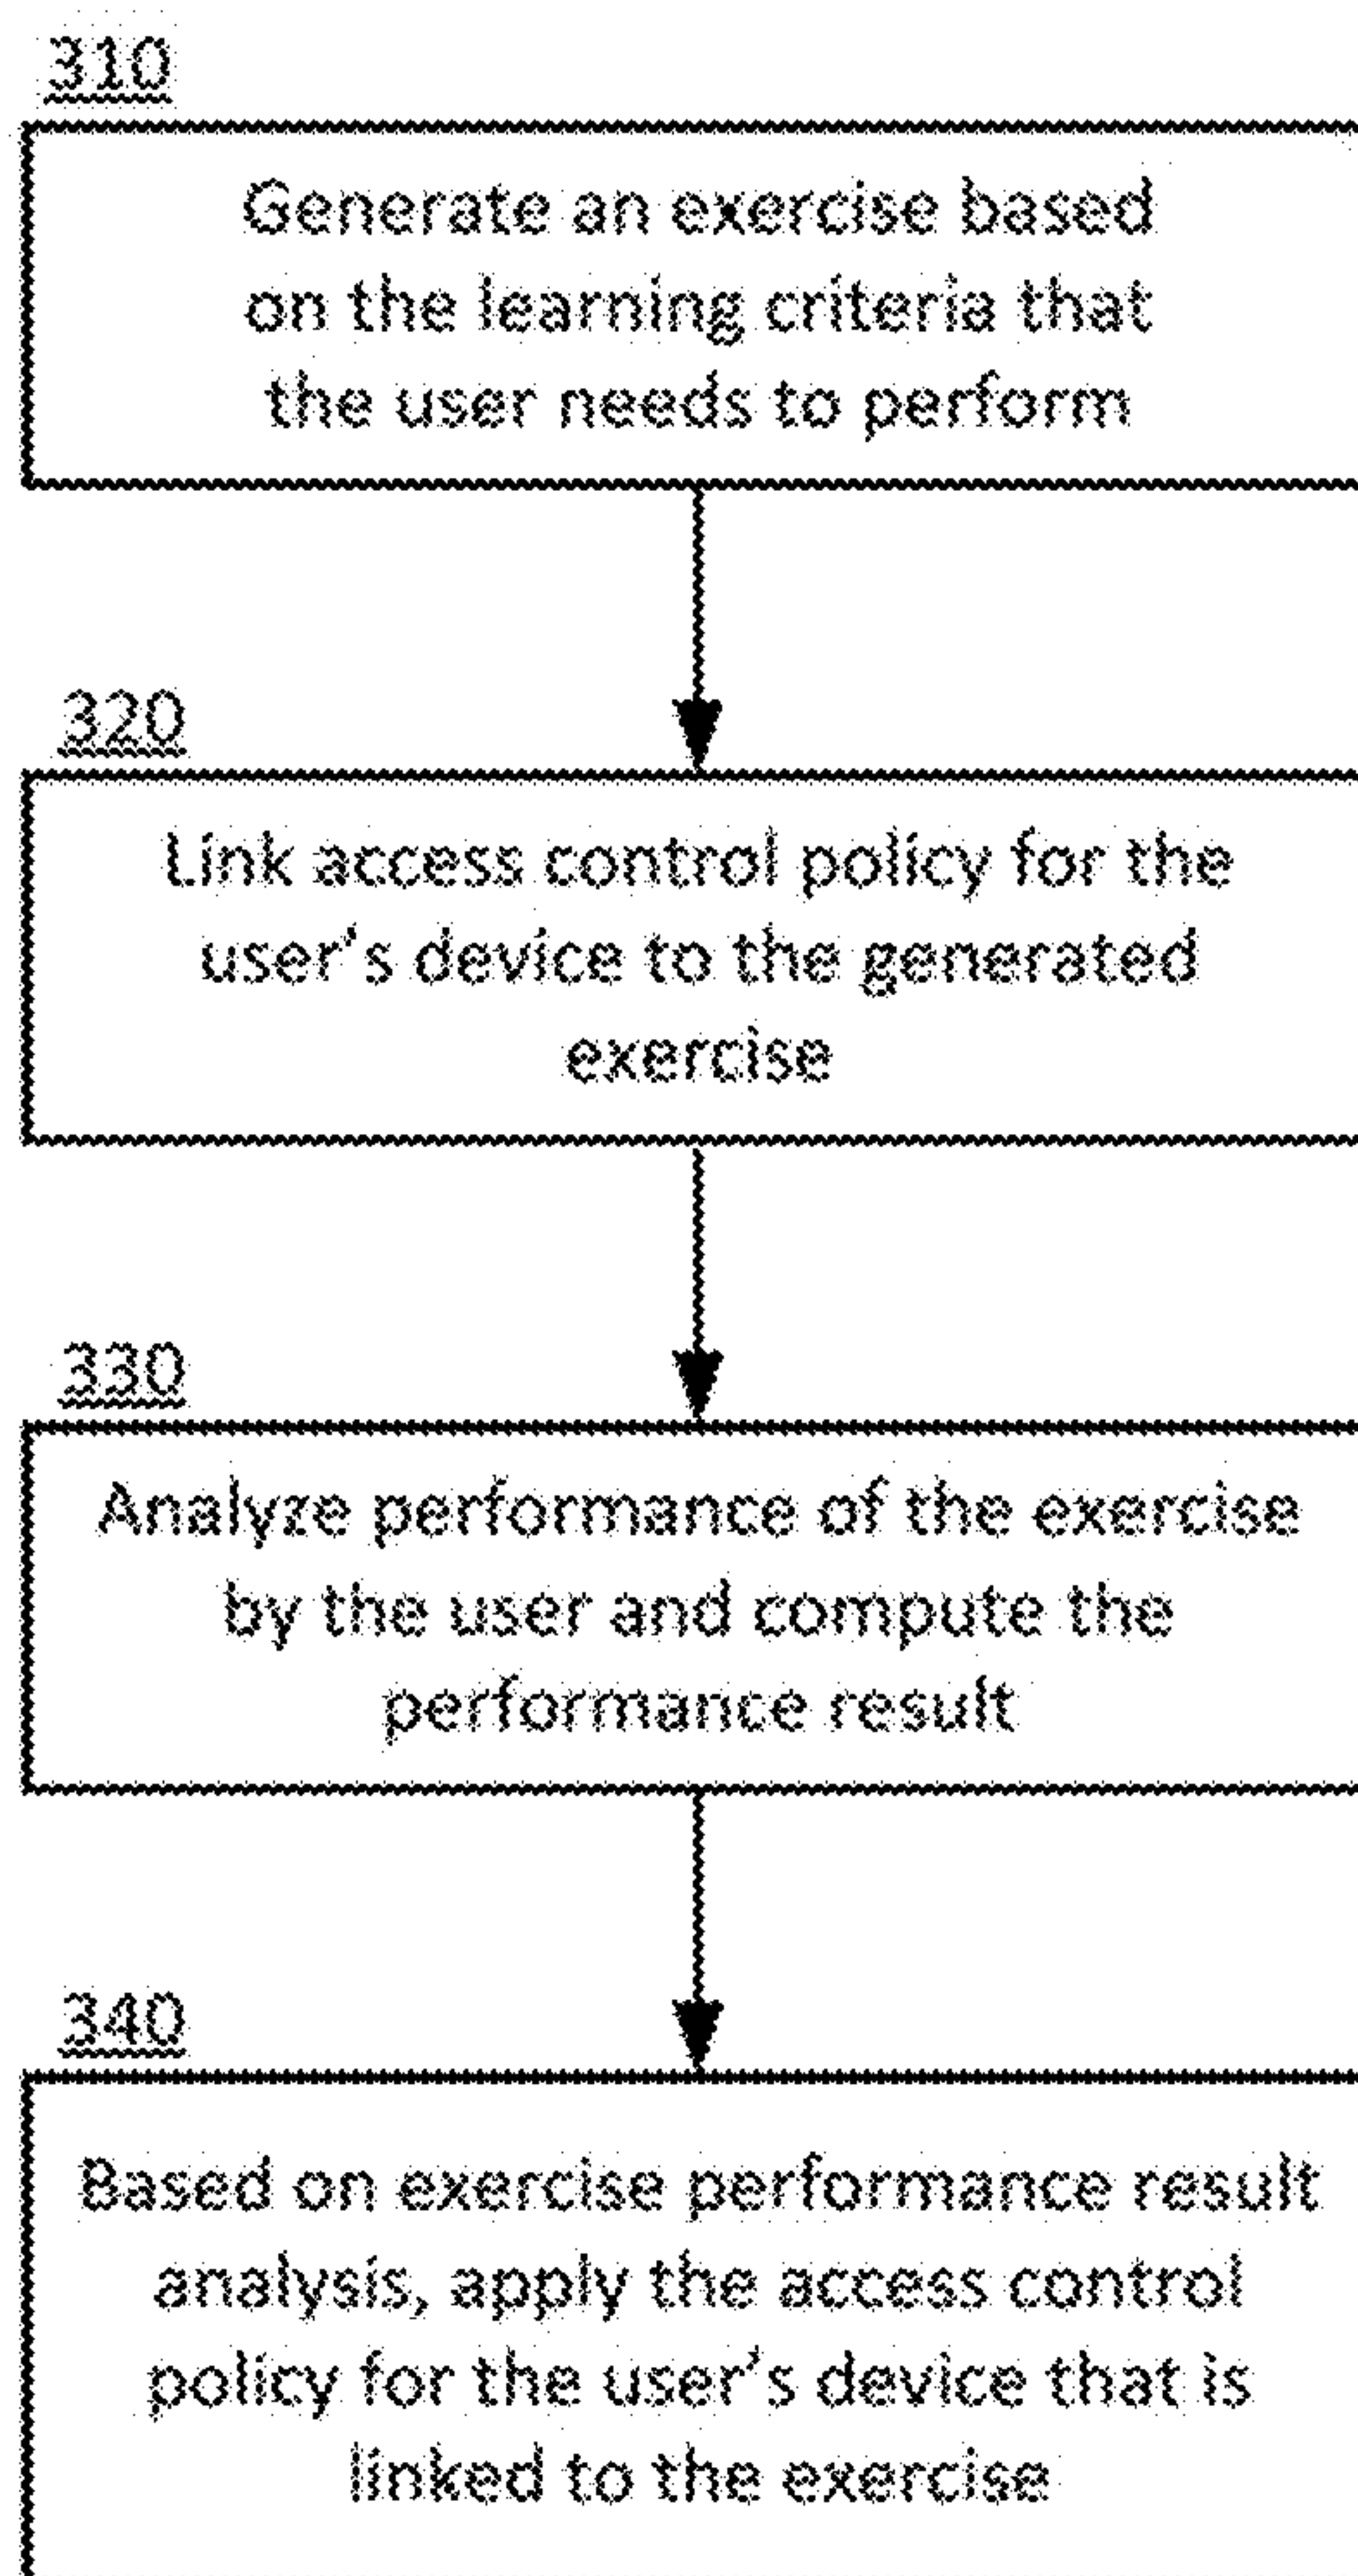 310
Generate an exercise based
on the learning criteria that
the user needs to perform
320
Link access control policy for the
user's device to the generated
exercise
330
Analyze performance of the exercise
by the user and compute the
performance result
340
Based on exercise performance result
analysis, apply the access control
policy for the user's device that is
linked to the exercise